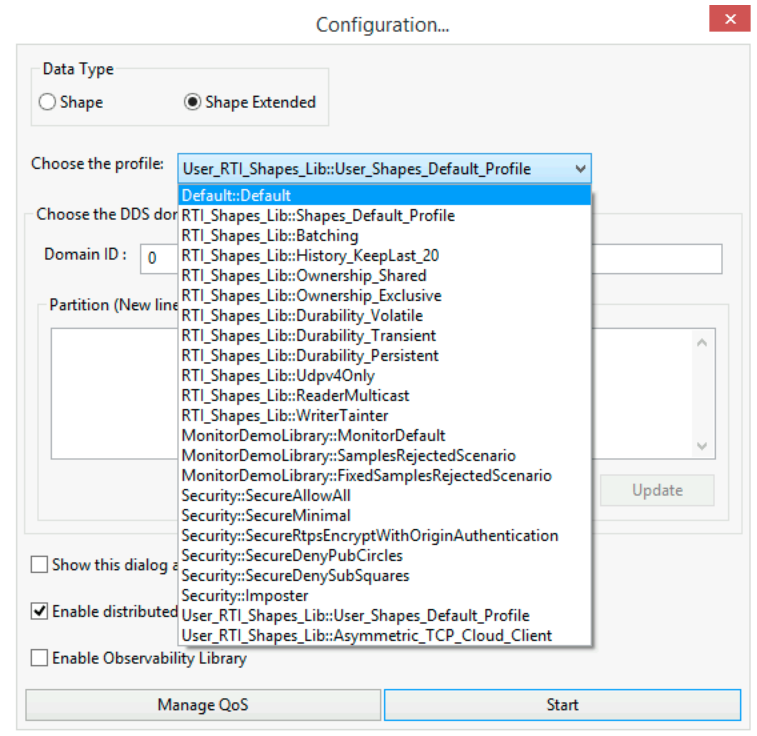 Configuration...
Data Type
Shape
Shape Extended
Choose the profile:
User_RTI_Shapes_Lib::User_Shapes_Default_Profile
Default::Default
Choose the DDS dor
RTI_Shapes_Lib::Shapes_Default_Profile
RTI_Shapes_Lib::Batching
Domain ID :
0
RTI_Shapes_Lib::History_KeepLast_20
RTI_Shapes_Lib::Ownership_Shared
RTI_Shapes_Lib::Ownership_Exclusive
Partition (New line
RTI_Shapes_Lib::Durability_Volatile
RTI_Shapes_Lib::Durability_Transient
RTI_Shapes_Lib::Durability_Persistent
RTI_Shapes_Lib::Udpv4Only
RTI_Shapes_Lib::ReaderMulticast
RTI_Shapes_Lib::WriterTainter
MonitorDemoLibrary::MonitorDefault
MonitorDemoLibrary::SamplesRejectedScenario
MonitorDemoLibrary::FixedSamplesRejectedScenario
Security::SecureAllowAll
Update
Security::SecureMinimal
Security::SecureRtpsEncryptWithOriginAuthentication
Security::SecureDenyPubCircles
Show this dialog a
Security::SecureDenySubSquares
Security::Imposter
Enable distributed
User_RTI_Shapes_Lib::User_Shapes_Default_Profile
User_RTI_Shapes_Lib::Asymmetric_TCP_Cloud_Client
Enable Observability Library
Manage QoS
Start